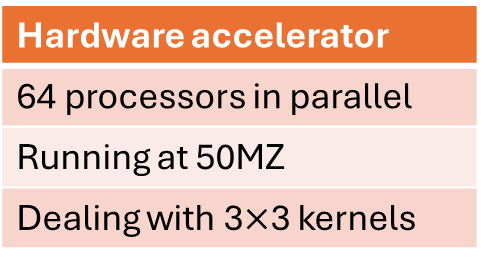 Hardware accelerator
64 processors in parallel
Running at 50MZ
Dealing with 3×3 kernels